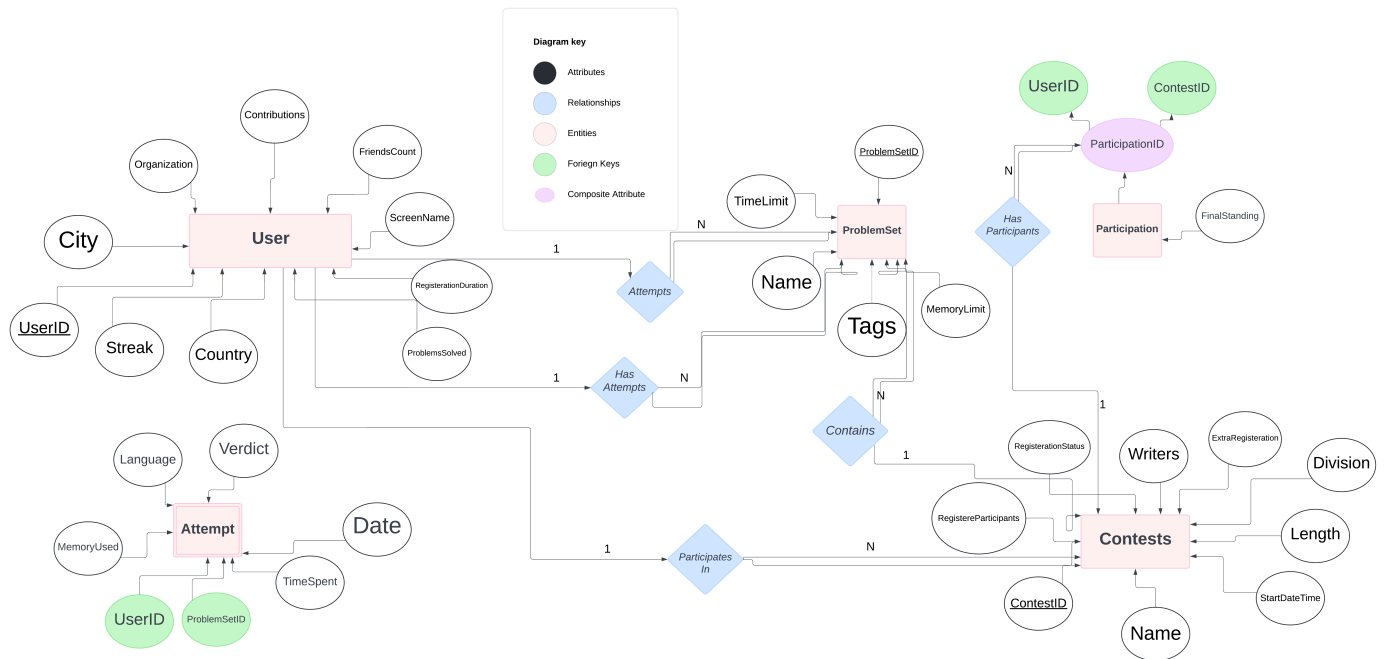 Diagram key
Attributes
Relationships
Entities
Foriegn Keys
Composite Attribute
Contributions
Organization
FriendsCount
City
ScreenName
User
RegisterationDuration
UserID
Streak
Country
ProblemsSolved
1
Attempts
N
1
Has
Attempts
N
ProblemSetID
TimeLimit
ProblemSet
Name
Tags
MemoryLimit
N
Contains
1
UserID
ContestID
ParticipationID
N
Has
Participants
Participation
FinalStanding
1
Language
Verdict
Attempt
Date
MemoryUsed
TimeSpent
UserID
ProblemSetID
1
Participates
In
N
RegisterationStatus
Writers
ExtraRegisteration
Division
RegistereParticipants
Contests
Length
ContestID
StartDateTime
Name